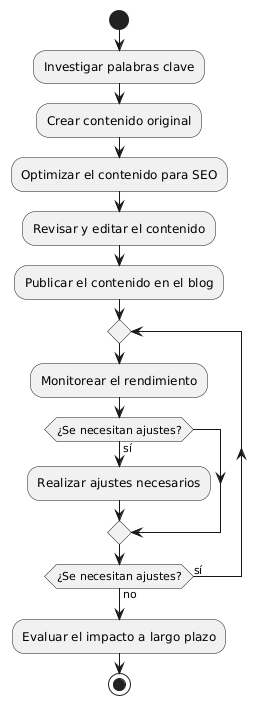 Investigar palabras clave
Crear contenido original
Optimizar el contenido para SEO
Revisar y editar el contenido
Publicar el contenido en el blog
Monitorear el rendimiento
¿Se necesitan ajustes?
sí
Realizar ajustes necesarios
¿Se necesitan ajustes?
sí
no
Evaluar el impacto a largo plazo